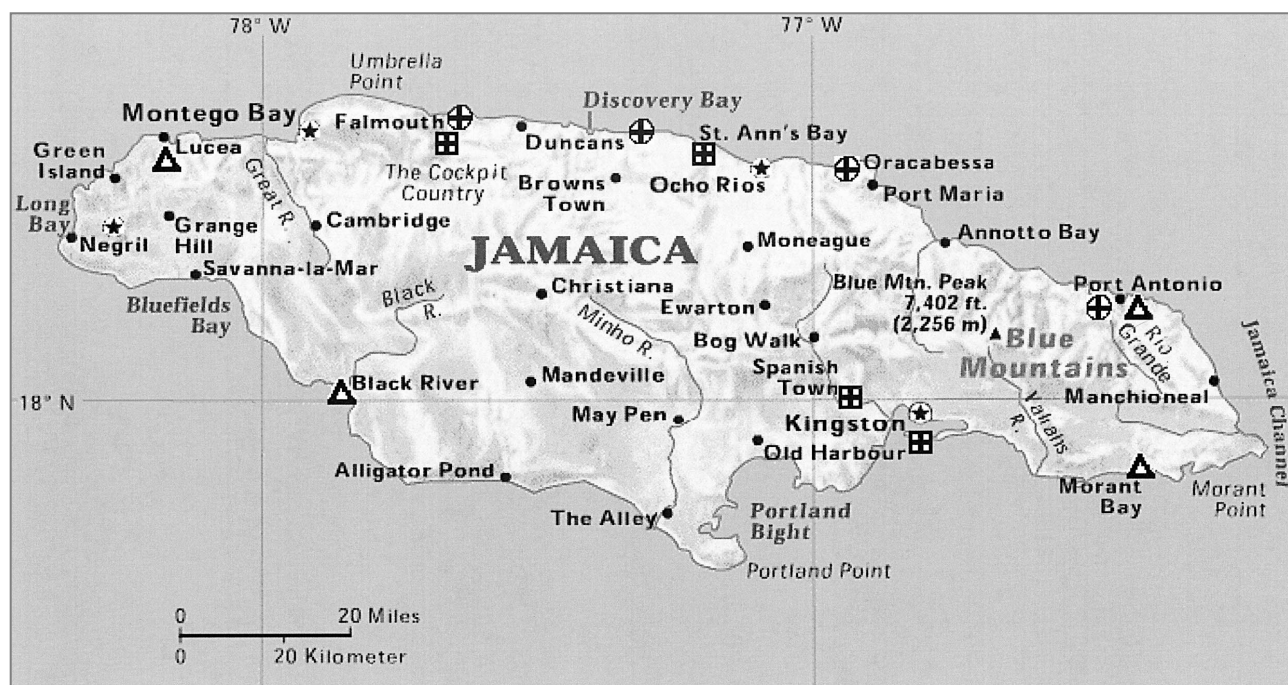 78° W
77° W
Umbrella
Point
Montego Bay
Falmouth
Discovery Bay
St. Ann's Bay
Lucea
Duncans
Green
Island
The Cockpit
Country
Browns
Town
Ocho Rios
Oracabessa
Port Maria
Great R.
Long
Bay
Negril
Grange
Hill
Cambridge
JAMAICA
Moneague
Annotto Bay
Savanna-la-Mar
Bluefields
Bay
Black
R.
Christiana
Minho R.
Ewarton
Blue Mtn. Peak
7,402 ft.
(2,256 m)
Port Antonio
Rio
Grande
Jamaica Channel
Bog Walk
Blue
Mountains
Spanish
Town
Black River
Mandeville
Manchioneal
18° N
May Pen
Kingston
Yallahs
R.
Old Harbour
Alligator Pond
Morant
Bay
Morant
Point
The Alley
Portland
Bight
Portland Point
0 20 Miles
0 20 Kilometer